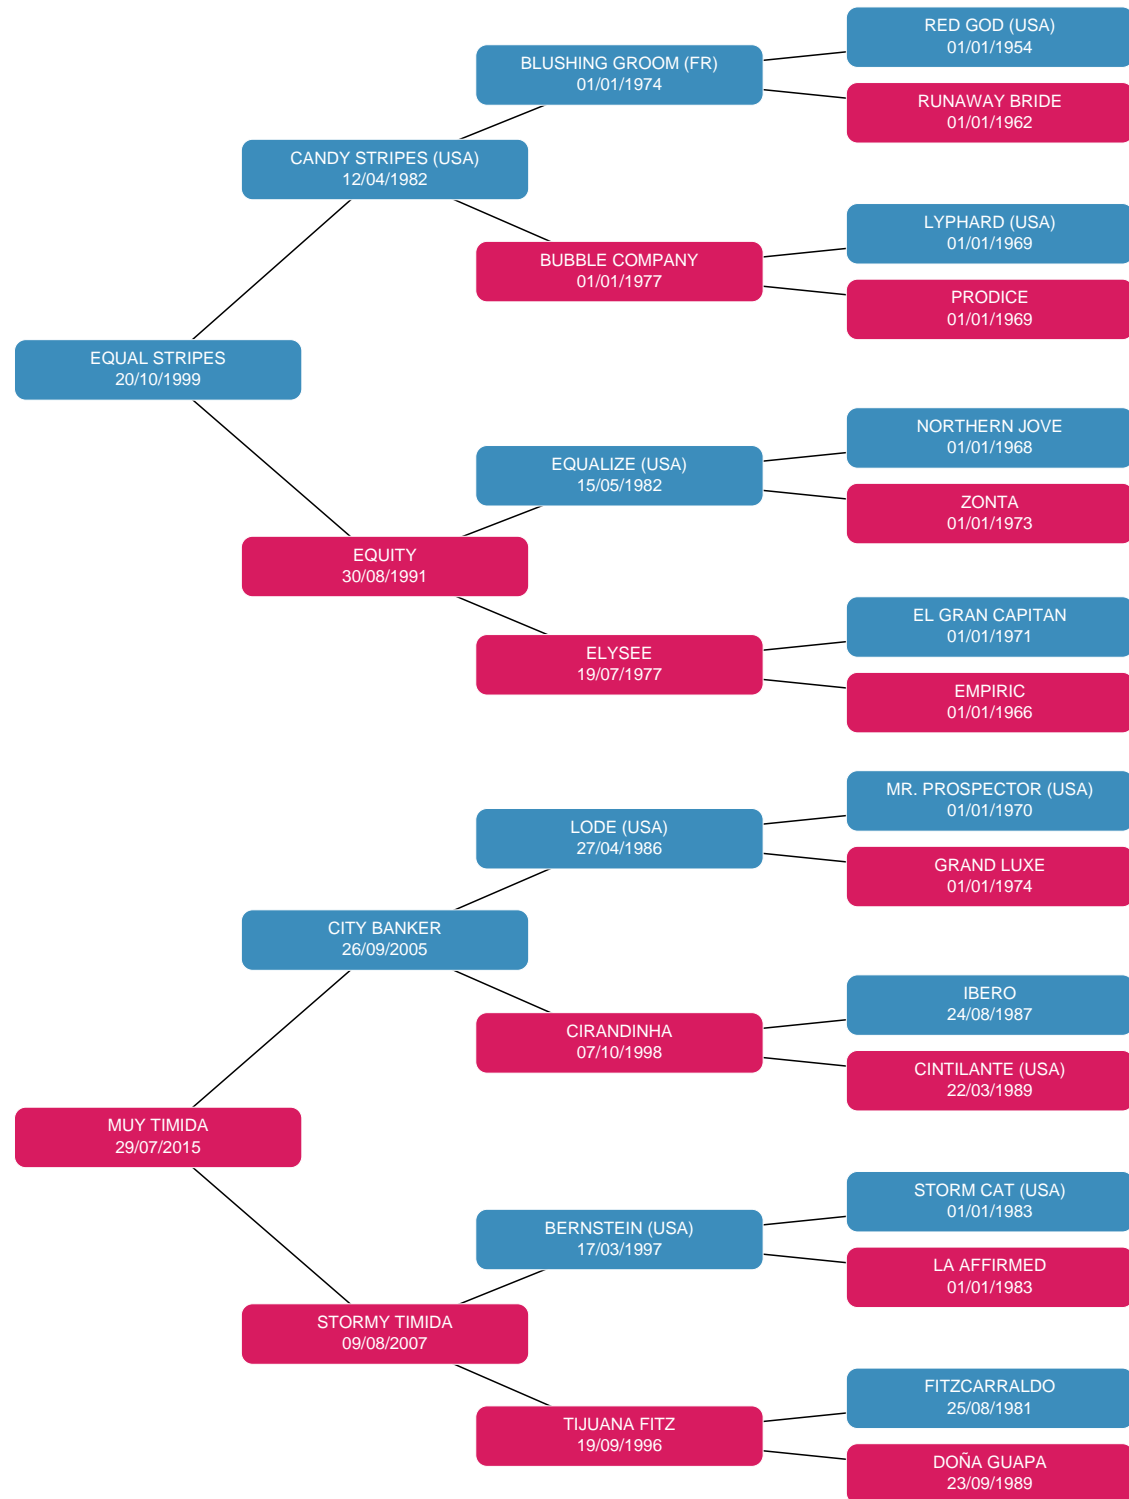 RED GOD (USA)
01/01/1954
BLUSHING GROOM (FR)
01/01/1974
RUNAWAY BRIDE
01/01/1962
CANDY STRIPES (USA)
12/04/1982
LYPHARD (USA)
01/01/1969
BUBBLE COMPANY
01/01/1977
PRODICE
01/01/1969
EQUAL STRIPES
20/10/1999
NORTHERN JOVE
01/01/1968
EQUALIZE (USA)
15/05/1982
ZONTA
01/01/1973
EQUITY
30/08/1991
EL GRAN CAPITAN
01/01/1971
ELYSEE
19/07/1977
EMPIRIC
01/01/1966
MR. PROSPECTOR (USA)
01/01/1970
LODE (USA)
27/04/1986
GRAND LUXE
01/01/1974
CITY BANKER
26/09/2005
IBERO
24/08/1987
CIRANDINHA
07/10/1998
CINTILANTE (USA)
22/03/1989
MUY TIMIDA
29/07/2015
STORM CAT (USA)
01/01/1983
BERNSTEIN (USA)
17/03/1997
LA AFFIRMED
01/01/1983
STORMY TIMIDA
09/08/2007
FITZCARRALDO
25/08/1981
TIJUANA FITZ
19/09/1996
DOÑA GUAPA
23/09/1989